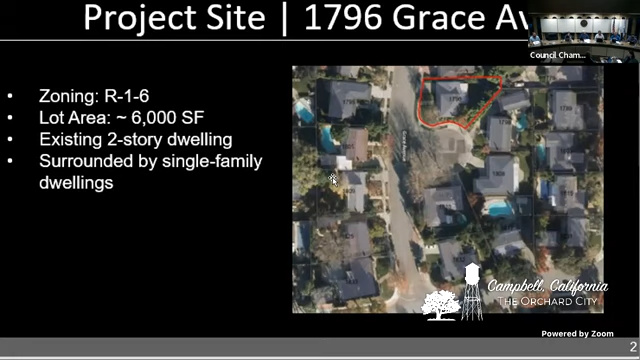 Project Site | 1796 Grace Av
Council Cham...
• Zoning: R-1-6
• Lot Area: ~ 6,000 SF
• Existing 2-story dwelling
• Surrounded by single-family
dwellings
1796
Campbell, California
THE ORCHARD CITY
Powered by Zoom
2